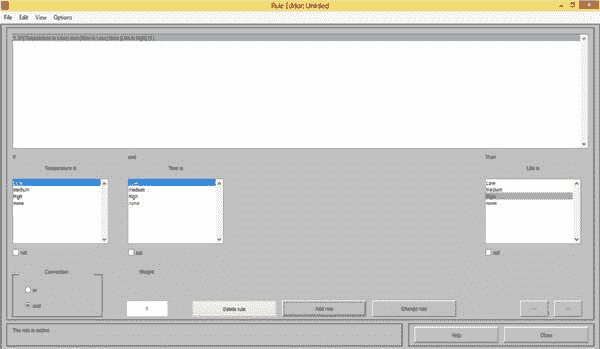 Rule Editor: Untitled
File Edit View Options
1. If (Temperature is Low) and (Time is Low) then (Life is High) (1)
If and Then
Temperature is Time is Life is
Low Low Low
Medium Medium Medium
High High High
none none none
not not not
Connection Weight
or
and 1 Delete rule Add rule Change rule << >>
The rule is added Help Close